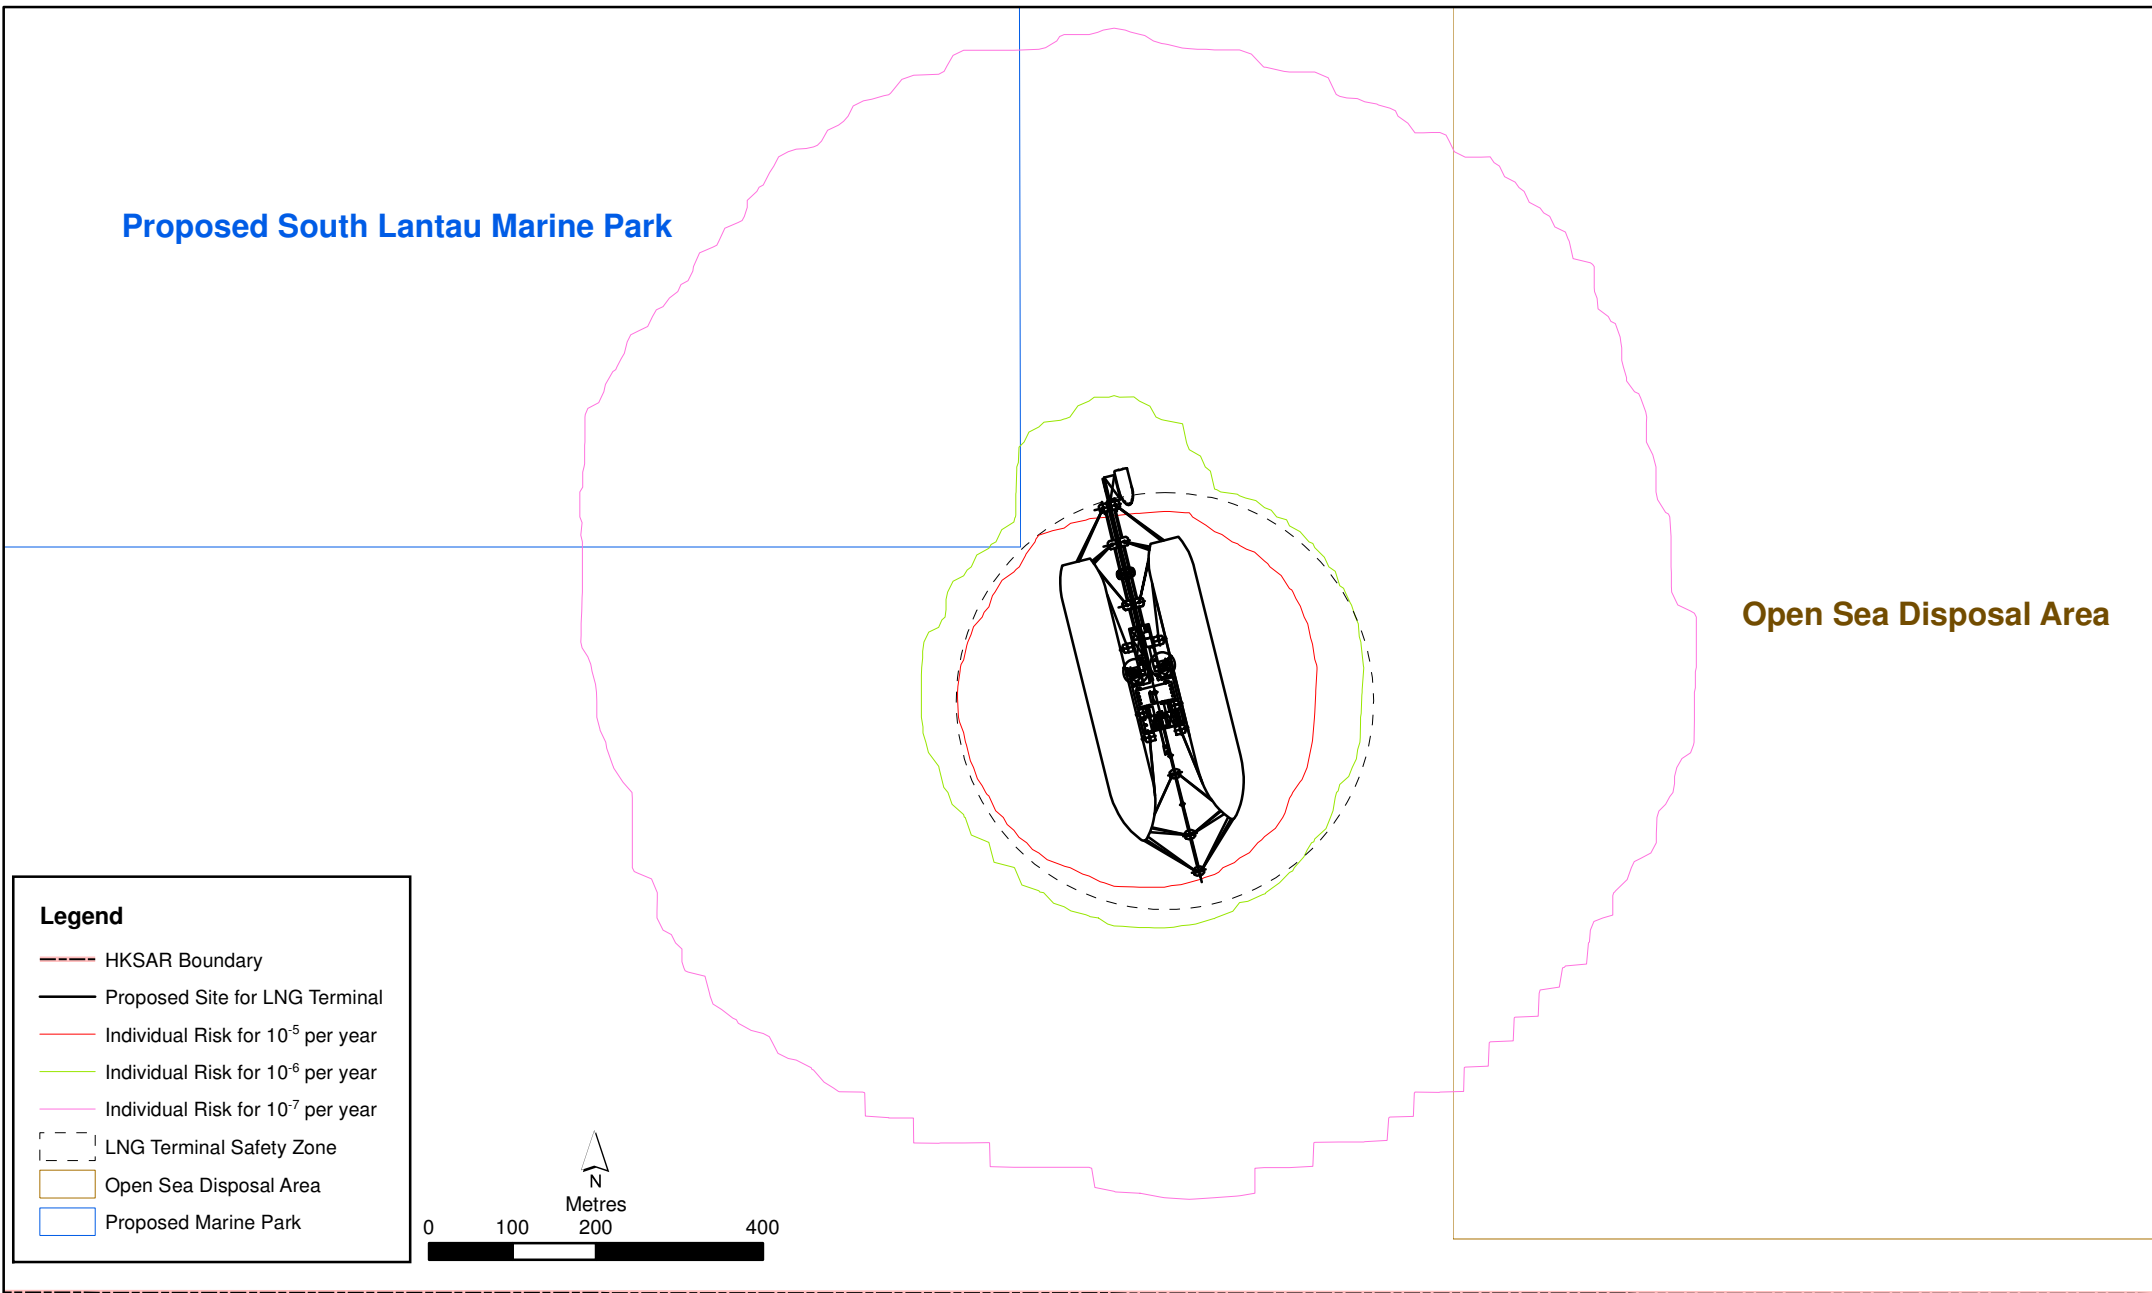 Proposed South Lantau Marine Park
Open Sea Disposal Area
Legend
HKSAR Boundary
Proposed Site for LNG Terminal
Individual Risk for 10⁻⁵ per year
Individual Risk for 10⁻⁶ per year
Individual Risk for 10⁻⁷ per year
LNG Terminal Safety Zone
Open Sea Disposal Area
Proposed Marine Park
N
Metres
0 100 200 400